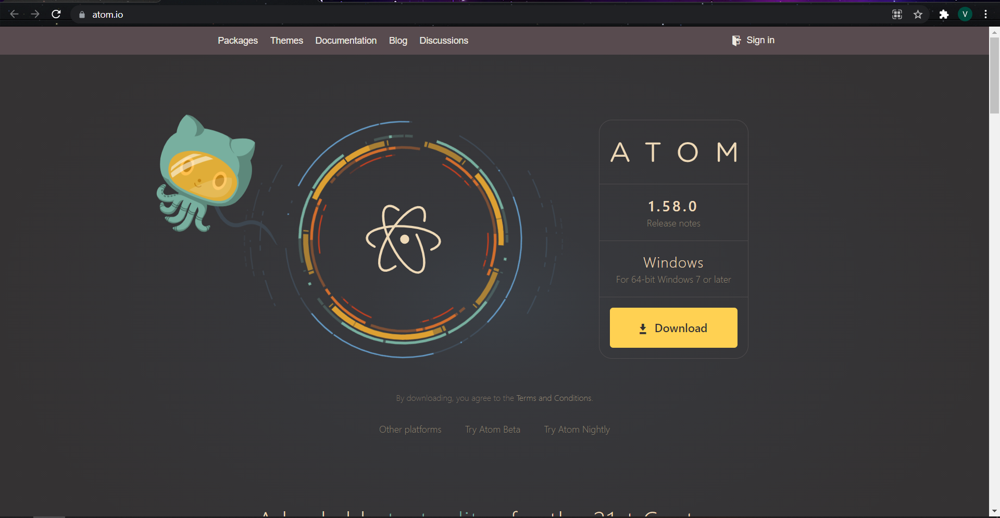 atom.io
V
Packages Themes Documentation Blog Discussions Sign in
ATOM
1.58.0
Release notes
Windows
For 64-bit Windows 7 or later
Download
By downloading, you agree to the Terms and Conditions.
Other platforms Try Atom Beta Try Atom Nightly